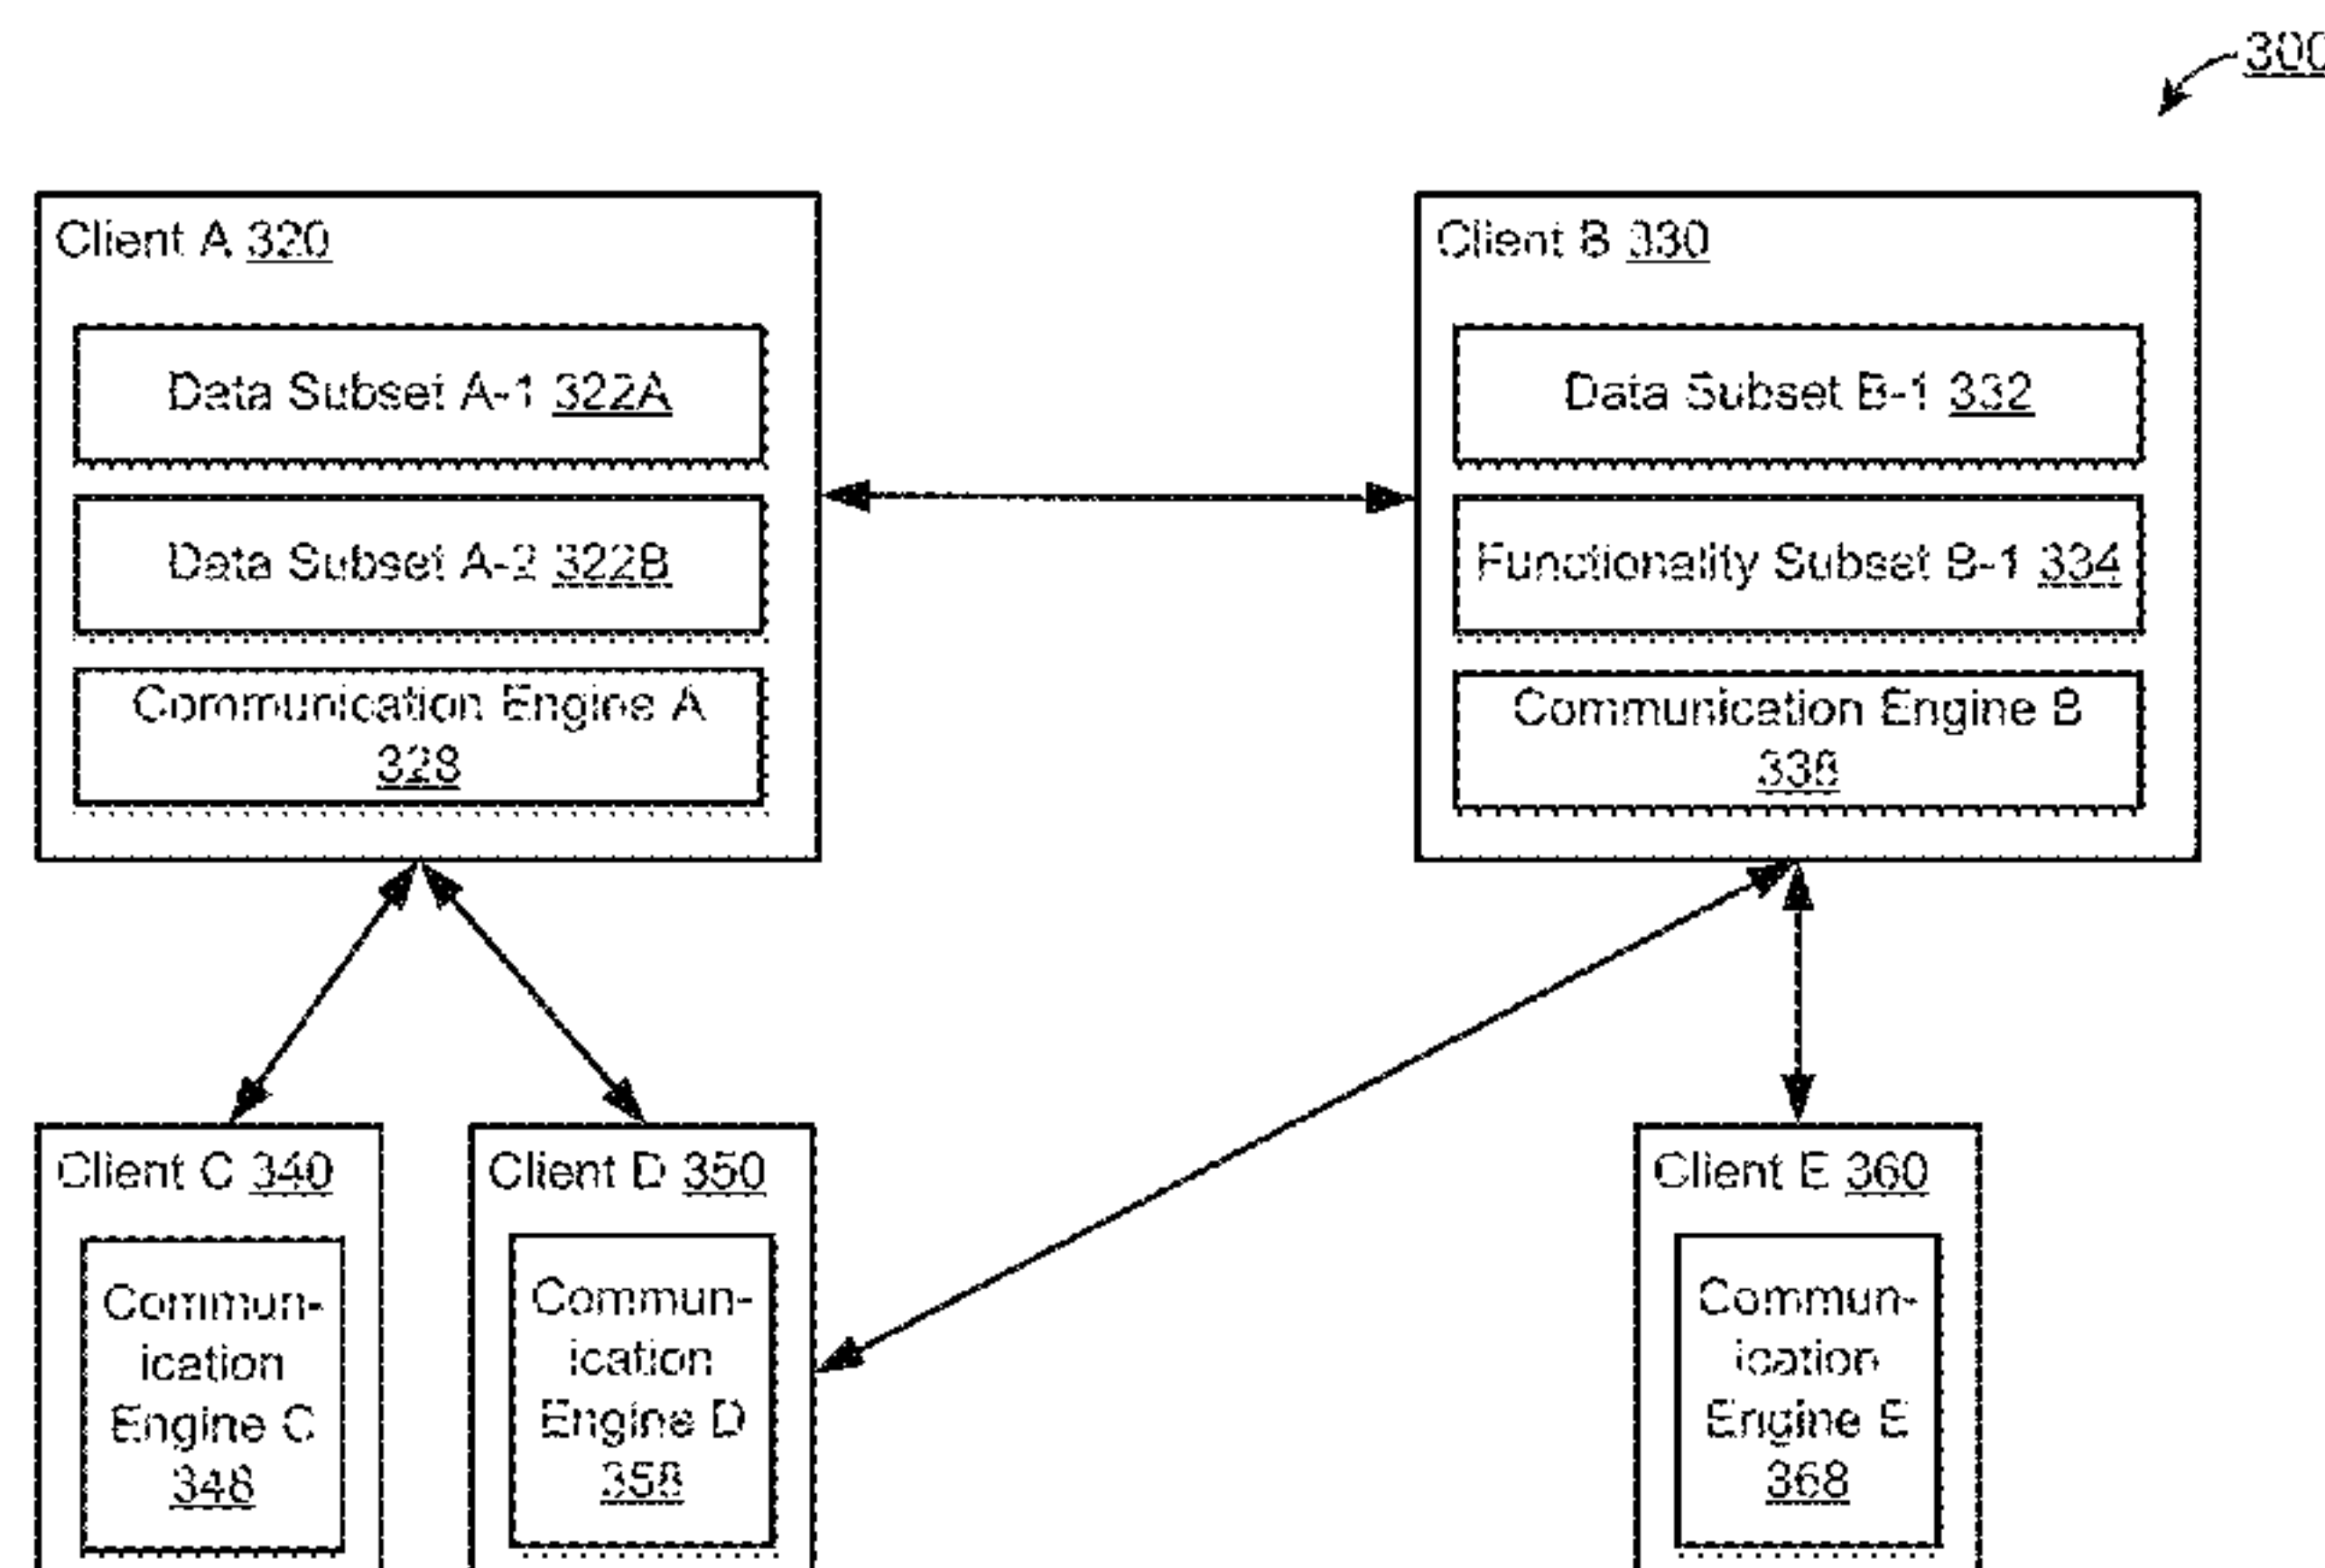 300
Client A 320
Data Subset A-1 322A
Data Subset A-2 322B
Communication Engine A
328
Client B 330
Data Subset B-1 332
Functionality Subset B-1 334
Communication Engine B
338
Client C 340
Commun-
ication
Engine C
348
Client D 350
Commun-
ication
Engine D
358
Client E 360
Commun-
ication
Engine E
368